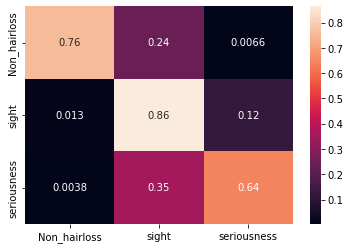 Non_hairloss 0.76 0.24 0.0066
sight 0.013 0.86 0.12
seriousness 0.0038 0.35 0.64
Non_hairloss sight seriousness
0.8
0.7
0.6
0.5
0.4
0.3
0.2
0.1